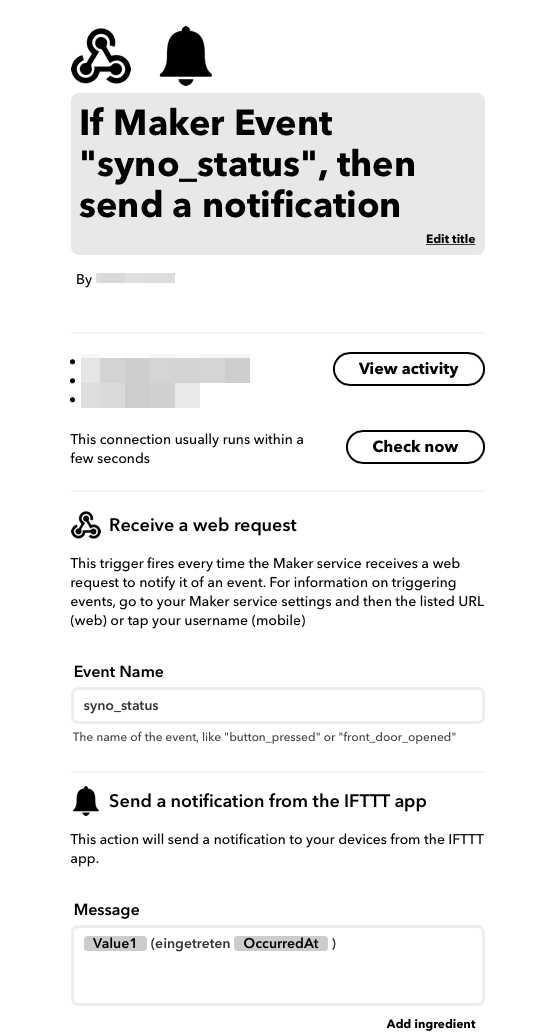 If Maker Event
"syno_status", then
send a notification
Edit title
By
View activity
This connection usually runs within a
few seconds
Check now
Receive a web request
This trigger fires every time the Maker service receives a web
request to notify it of an event. For information on triggering
events, go to your Maker service settings and then the listed URL
(web) or tap your username (mobile)
Event Name
syno_status
The name of the event, like "button_pressed" or "front_door_opened"
Send a notification from the IFTTT app
This action will send a notification to your devices from the IFTTT
app.
Message
Value1 (eingetreten OccurredAt )
Add ingredient